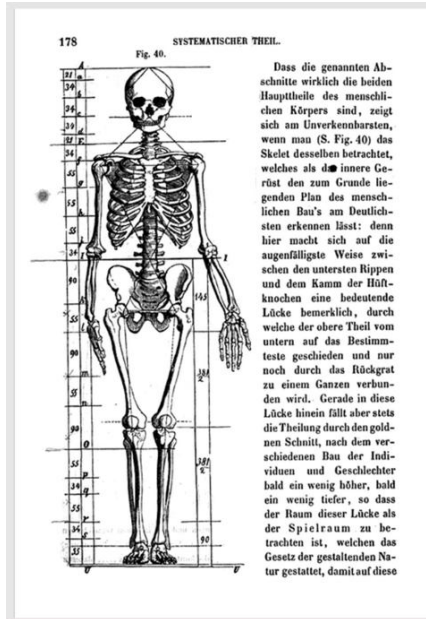 178
SYSTEMATISCHER THEIL.
Fig. 40.
Dass die genannten Ab-
schnitte wirklich die beiden
Haupttheile des menschli-
chen Körpers sind, zeigt
sich am Unverkennbarsten,
wenn man (S. Fig. 40) das
Skelet desselben betrachtet,
welches als das innere Ge-
rüst den zum Grunde lie-
genden Plan des mensch-
lichen Bau's am Deutlich-
sten erkennen lässt: denn
hier macht sich auf die
augenfälligste Weise zwi-
schen den untersten Rippen
und dem Kamm der Hüft-
knochen eine bedeutende
Lücke bemerklich, durch
welche der obere Theil vom
untern auf das Bestimm-
teste geschieden und nur
noch durch das Rückgrat
zu einem Ganzen verbun-
den wird. Gerade in diese
Lücke hinein fällt aber stets
die Theilung durch den gold-
nen Schnitt, nach dem ver-
schiedenen Bau der Indi-
viduen und Geschlechter
bald ein wenig höher, bald
ein wenig tiefer, so dass
der Raum dieser Lücke als
der Spielraum zu be-
trachten ist, welchen das
Gesetz der gestaltenden Na-
tur gestattet, damit auf diese
145
90
U
U